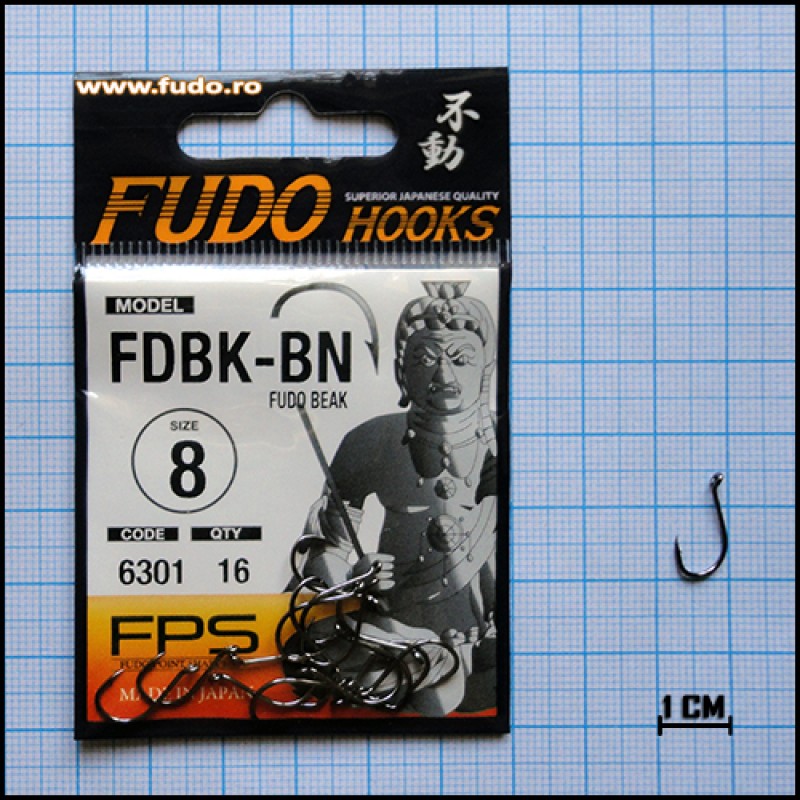 www.fudo.ro
不動
FUDO
SUPERIOR JAPANESE QUALITY
HOOKS
MODEL
FDBK-BN
FUDO BEAK
SIZE
8
CODE QTY
6301 16
FPS
MADE IN JAPAN
1 CM